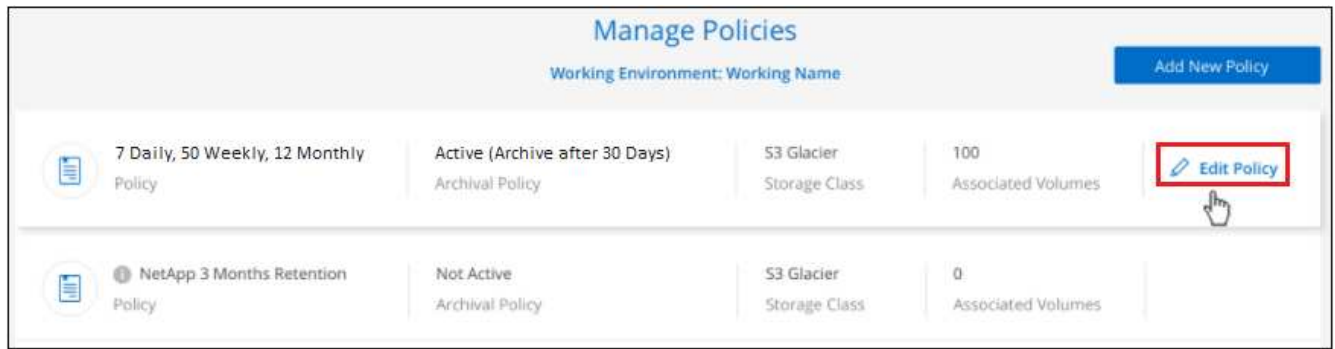 Manage Policies
Working Environment: Working Name
Add New Policy
7 Daily, 50 Weekly, 12 Monthly
Policy
Active (Archive after 30 Days)
Archival Policy
S3 Glacier
Storage Class
100
Associated Volumes
Edit Policy
NetApp 3 Months Retention
Policy
Not Active
Archival Policy
S3 Glacier
Storage Class
0
Associated Volumes